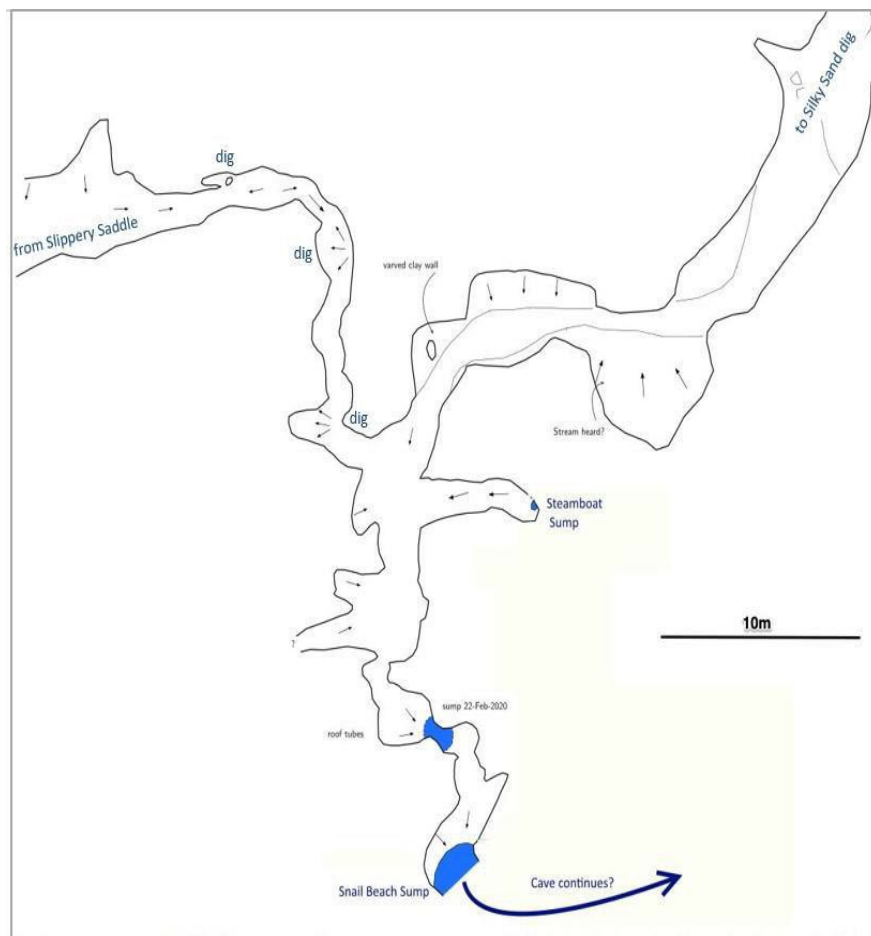 to Silky Sand dig
dig
from Slippery Saddle
dig
varved clay wall
dig
Stream heard?
Steamboat
Sump
10m
?
sump 22-Feb-2020
roof tubes
Snail Beach Sump
Cave continues?